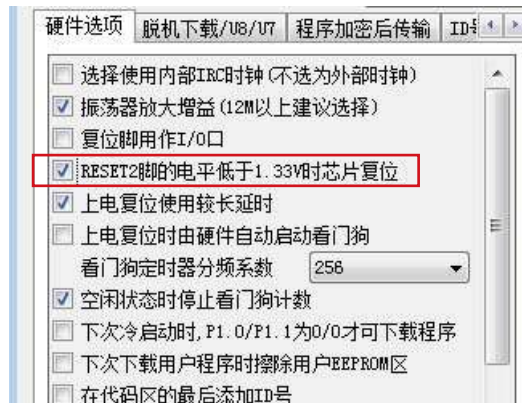 硬件选项 脱机下载/U8/U7 程序加密后传输 ID号
选择使用内部IRC时钟(不选为外部时钟)
振荡器放大增益(12M以上建议选择)
复位脚用作I/O口
RESET2脚的电平低于1.33V时芯片复位
上电复位使用较长延时
上电复位时由硬件自动启动看门狗
看门狗定时器分频系数 256
空闲状态时停止看门狗计数
下次冷启动时,P1.0/P1.1为0/0才可下载程序
下次下载用户程序时擦除用户EEPROM区
在代码区的最后添加ID号